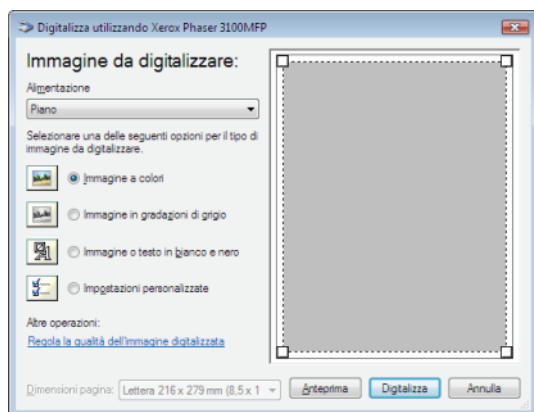 Digitalizza utilizzando Xerox Phaser 3100MFP
Immagine da digitalizzare:
Alimentazione
Piano
Selezionare una delle seguenti opzioni per il tipo di
immagine da digitalizzare.
Immagine a colori
Immagine in gradazioni di grigio
Immagine o testo in bianco e nero
Impostazioni personalizzate
Altre operazioni:
Regola la qualità dell'immagine digitalizzata
Dimensioni pagina: Lettera 216 x 279 mm (8,5 x 1
Anteprima Digitalizza Annulla